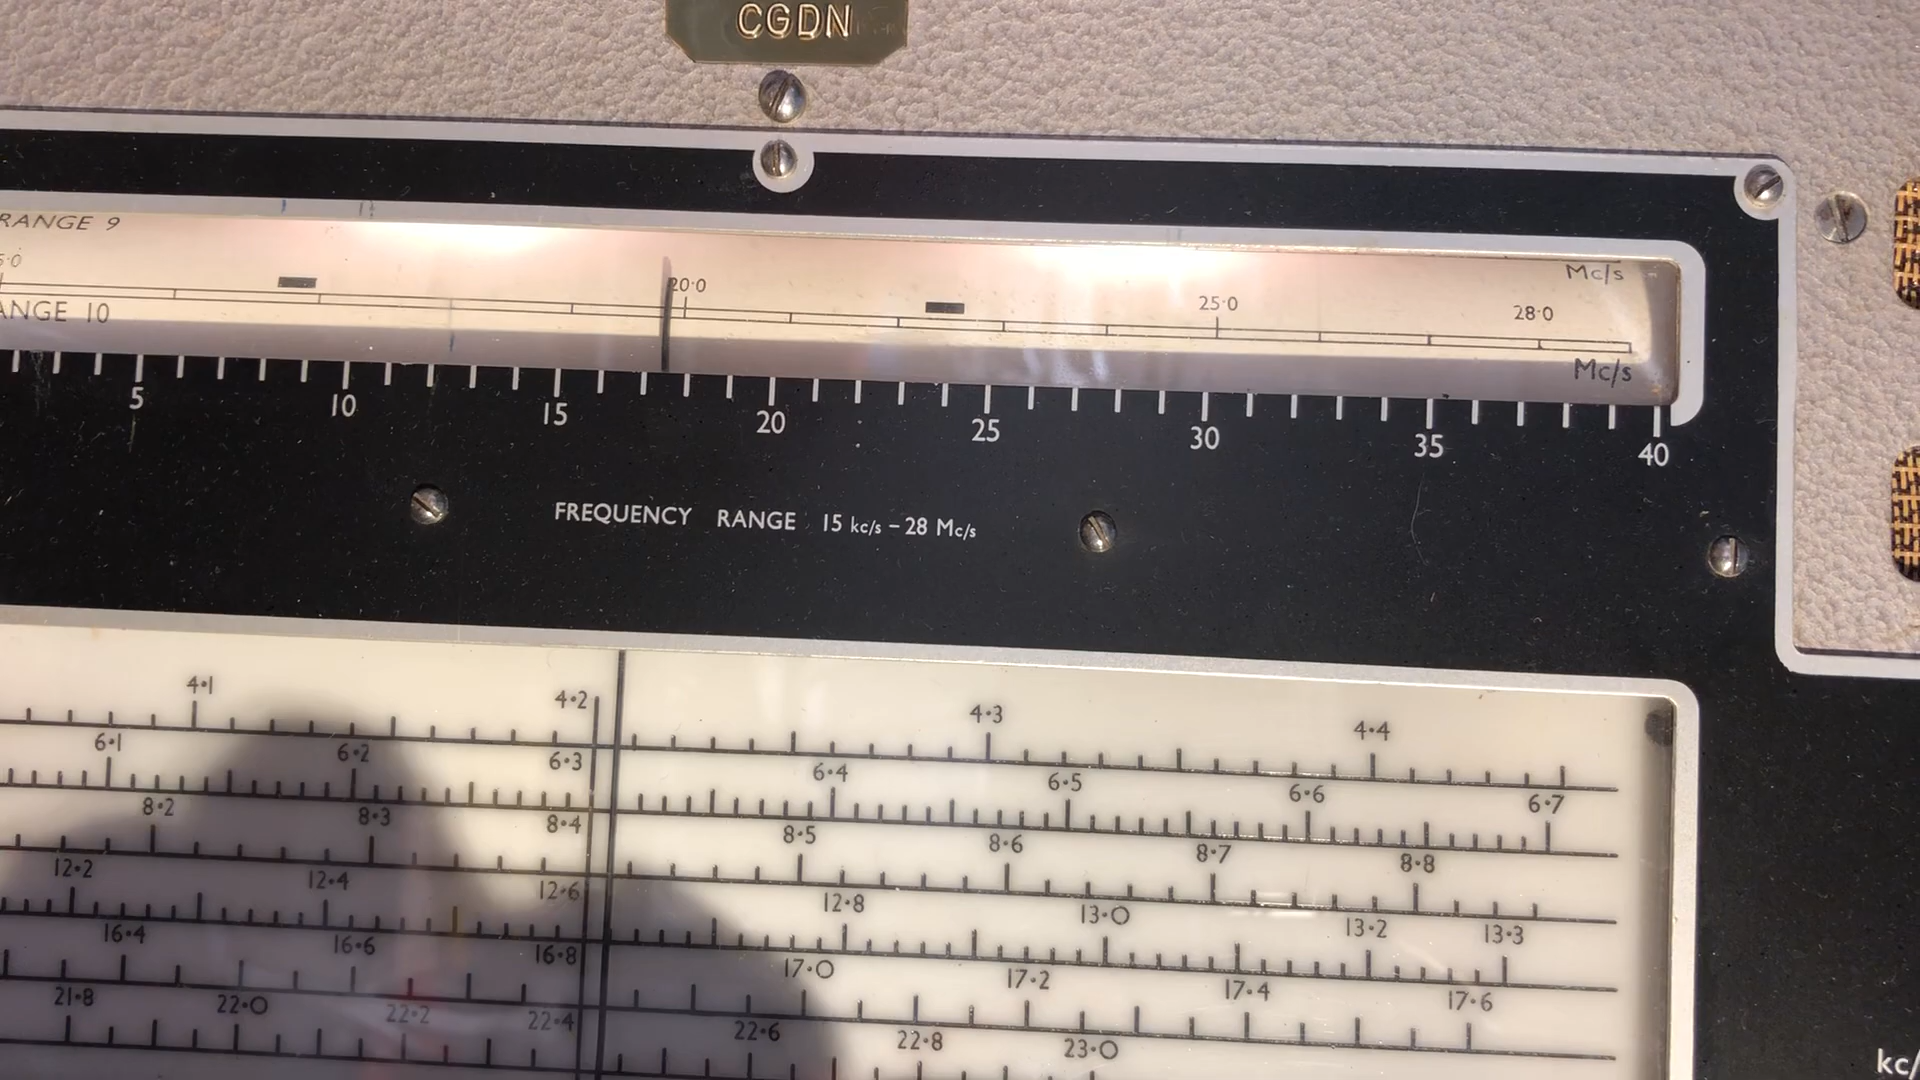 CGDN
RANGE 9
Mc/s
20·0
25·0
28·0
10
Mc/s
5 10 15 20 25 30 35 40
FREQUENCY RANGE 15 kc/s – 28 Mc/s
4·1 4·2 4·3 4·4
6·1 6·2 6·3 6·4 6·5 6·6 6·7
8·2 8·3 8·4 8·5 8·6 8·7 8·8
12·2 12·4 12·6 12·8 13·0 13·2 13·3
16·4 16·6 16·8 17·0 17·2 17·4 17·6
21·8 22·0 22·2 22·4 22·6 22·8 23·0